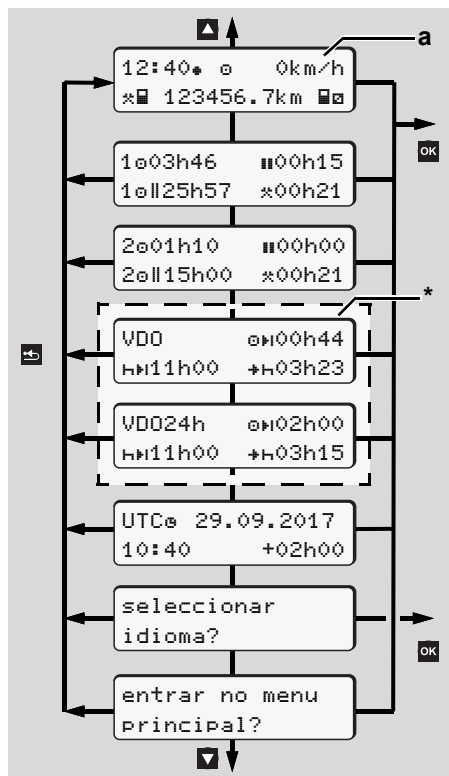 a
12:40 0km/h
123456.7km
OK
1 03h46 00h15
1 25h57 00h21
2 01h10 00h00
2 15h00 00h21
*
VDO 00h44
11h00 03h23
VDO24h 02h00
11h00 03h15
UTC 29.09.2017
10:40 +02h00
seleccionar
idioma?
OK
entrar no menu
principal?